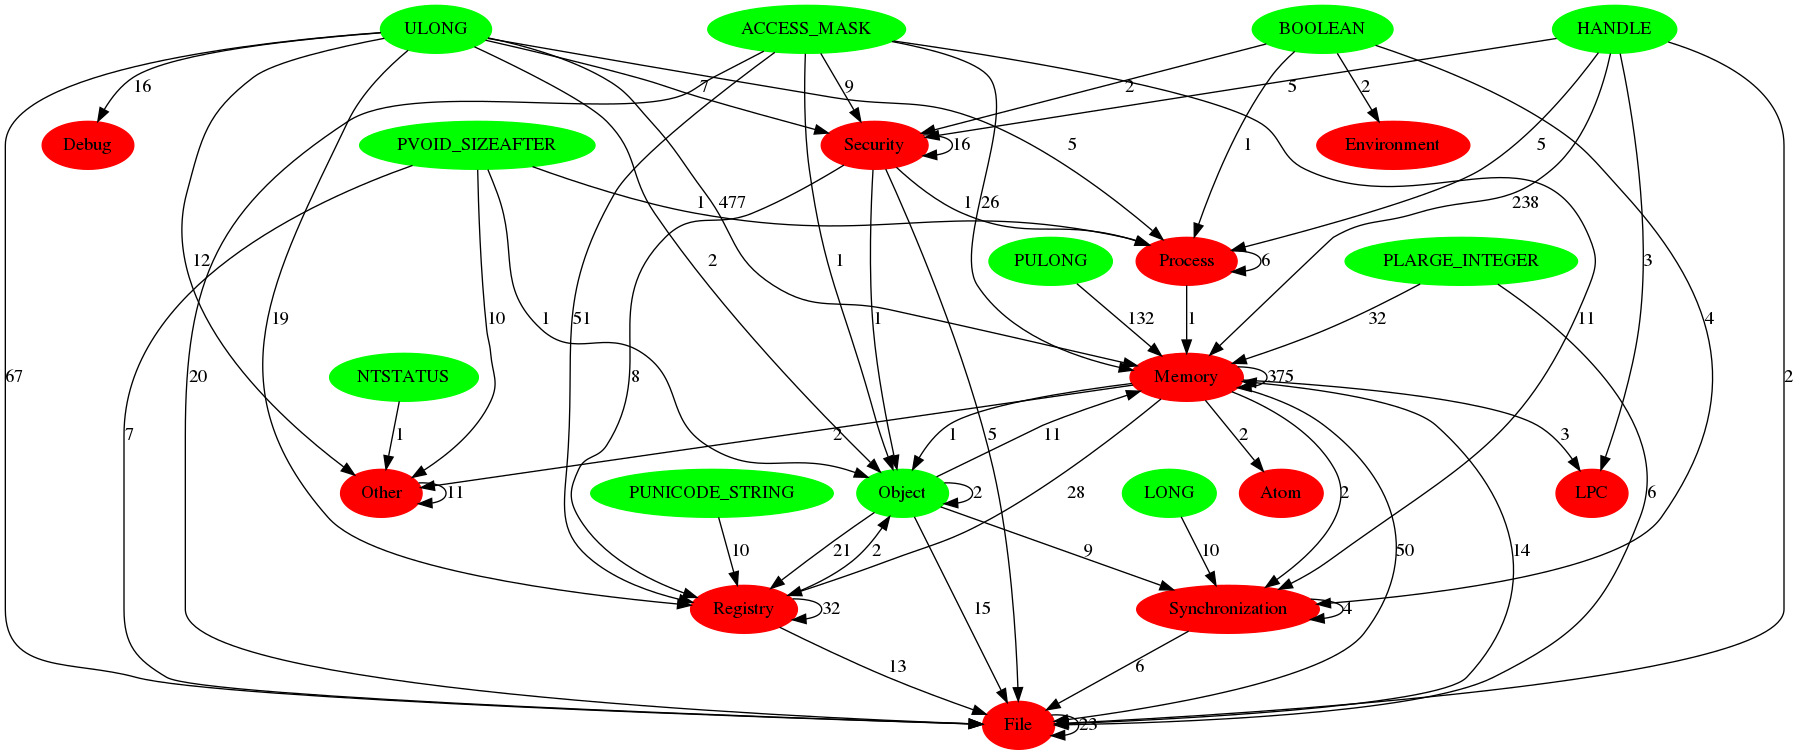 ULONG
ACCESS_MASK
BOOLEAN
HANDLE
16
7
9
2
5
2
Debug
PVOID_SIZEAFTER
Security
16
5
1
Environment
5
1
477
1
26
238
12
2
1
Process
6
PULONG
PLARGE_INTEGER
3
19
10
1
51
1
132
1
32
11
4
67
20
NTSTATUS
8
Memory
375
2
7
1
2
1
11
5
2
3
Other
11
PUNICODE_STRING
Object
2
28
LONG
Atom
2
LPC
6
10
21
2
9
10
50
14
Registry
32
15
Synchronization
4
13
6
File
23